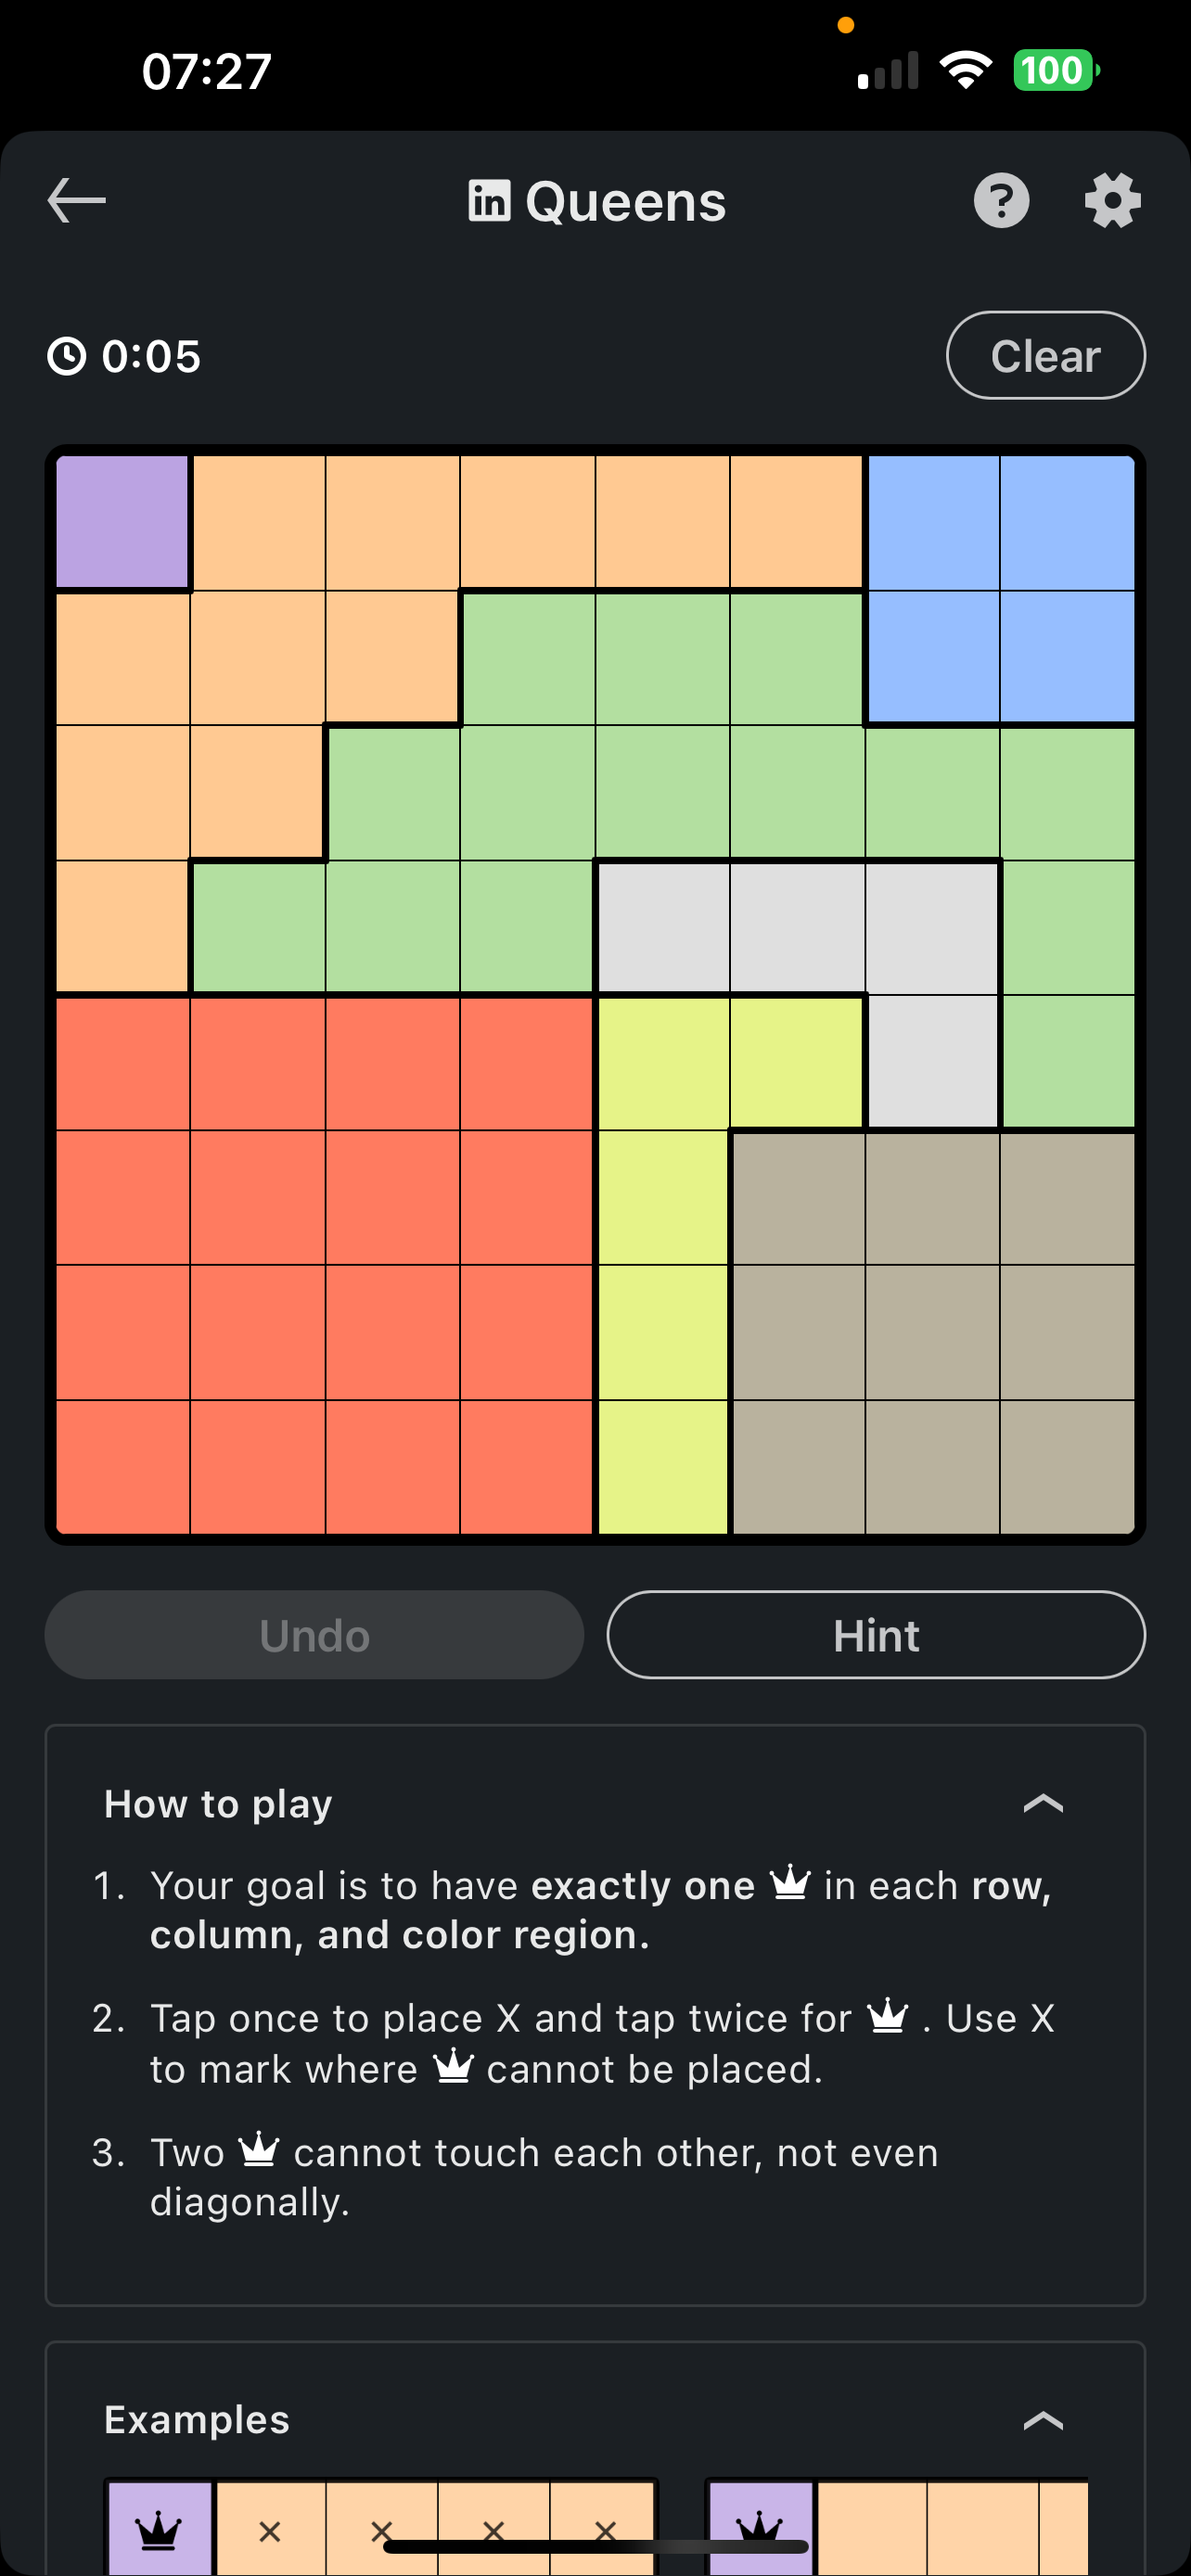 07:27
100
in Queens
?
0:05
Clear
Undo
Hint
How to play
1. Your goal is to have exactly one in each row,
column, and color region.
2. Tap once to place X and tap twice for . Use X
to mark where cannot be placed.
3. Two cannot touch each other, not even
diagonally.
Examples